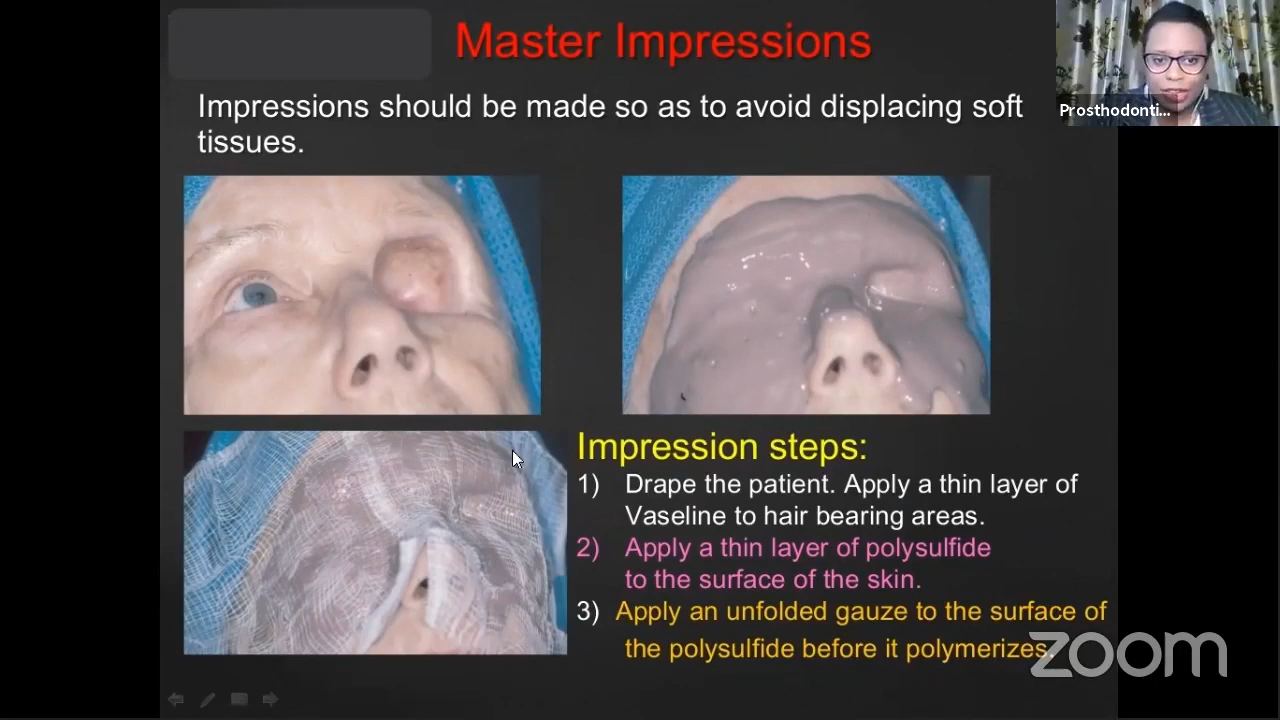 Master Impressions
Impressions should be made so as to avoid displacing soft
tissues.
Prosthodonti...
Impression steps:
1) Drape the patient. Apply a thin layer of
Vaseline to hair bearing areas.
2) Apply a thin layer of polysulfide
to the surface of the skin.
3) Apply an unfolded gauze to the surface of
the polysulfide before it polymerizes.
zoom